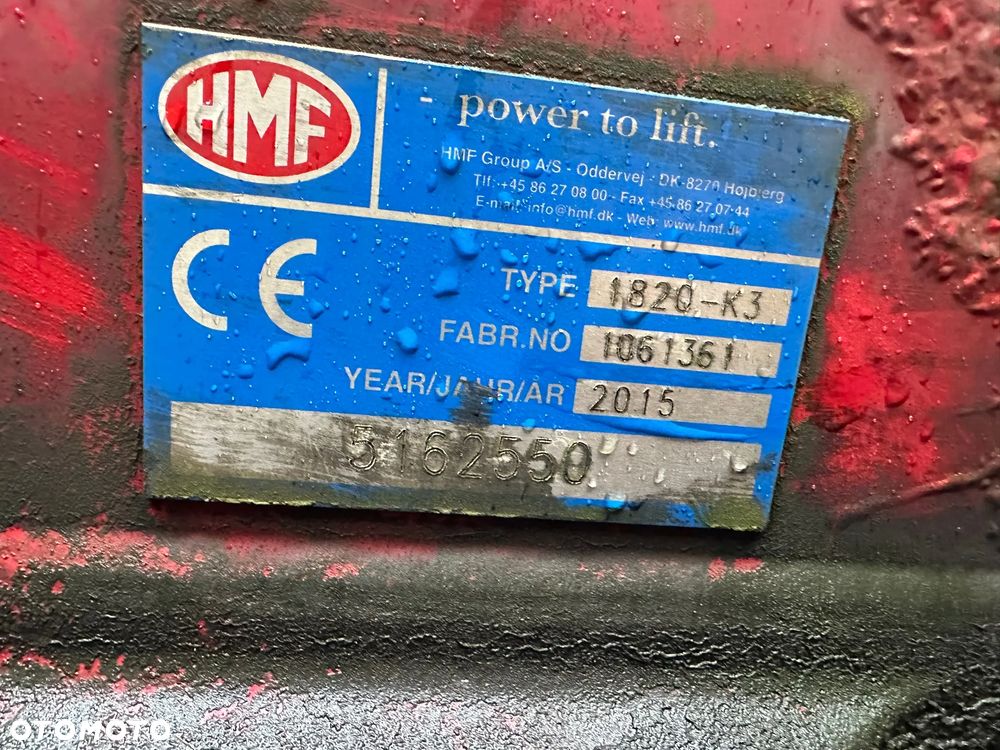 HMF
- power to lift.
HMF Group A/S - Oddervej - DK-8270 Højbjerg
Tlf: +45 86 27 08 00 - Fax +45 86 27 07 44
E-mail: info@hmf.dk - Web: www.hmf.dk
CE
TYPE 1820-K3
FABR.NO 1061361
YEAR/JAHR/ÅR 2015
5162550
OTOMOTO